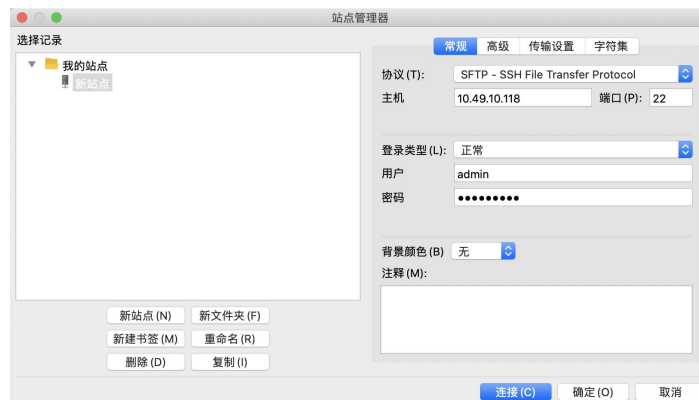 站点管理器
选择记录
我的站点
新站点
常规 高级 传输设置 字符集
协议(T): SFTP - SSH File Transfer Protocol
主机 10.49.10.118 端口(P): 22
登录类型(L): 正常
用户 admin
密码 ●●●●●●●●●
背景颜色(B) 无
注释(M):
新站点(N) 新文件夹(F)
新建书签(M) 重命名(R)
删除(D) 复制(I)
连接(C) 确定(O) 取消